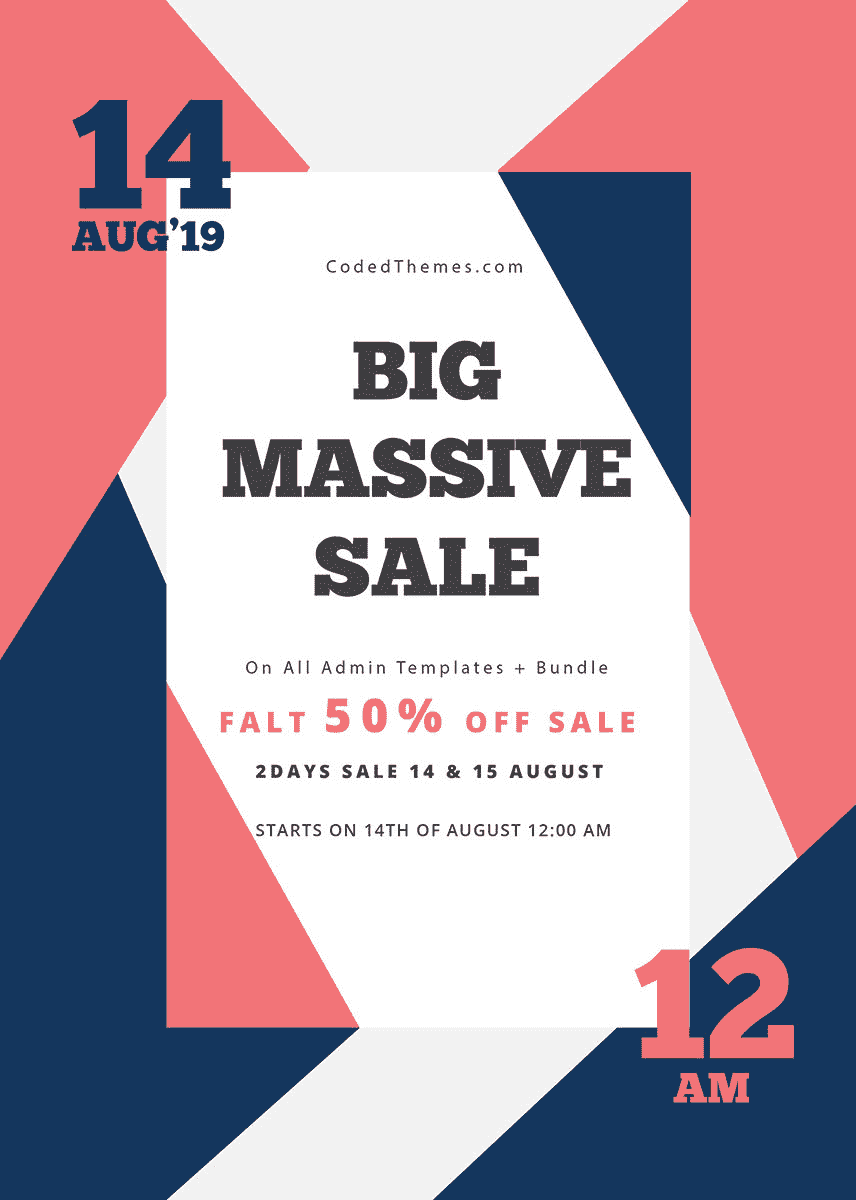 14
AUG'19
CodedThemes.com
BIG
MASSIVE
SALE
On All Admin Templates + Bundle
FALT 50% OFF SALE
2DAYS SALE 14 & 15 AUGUST
STARTS ON 14TH OF AUGUST 12:00 AM
12
AM